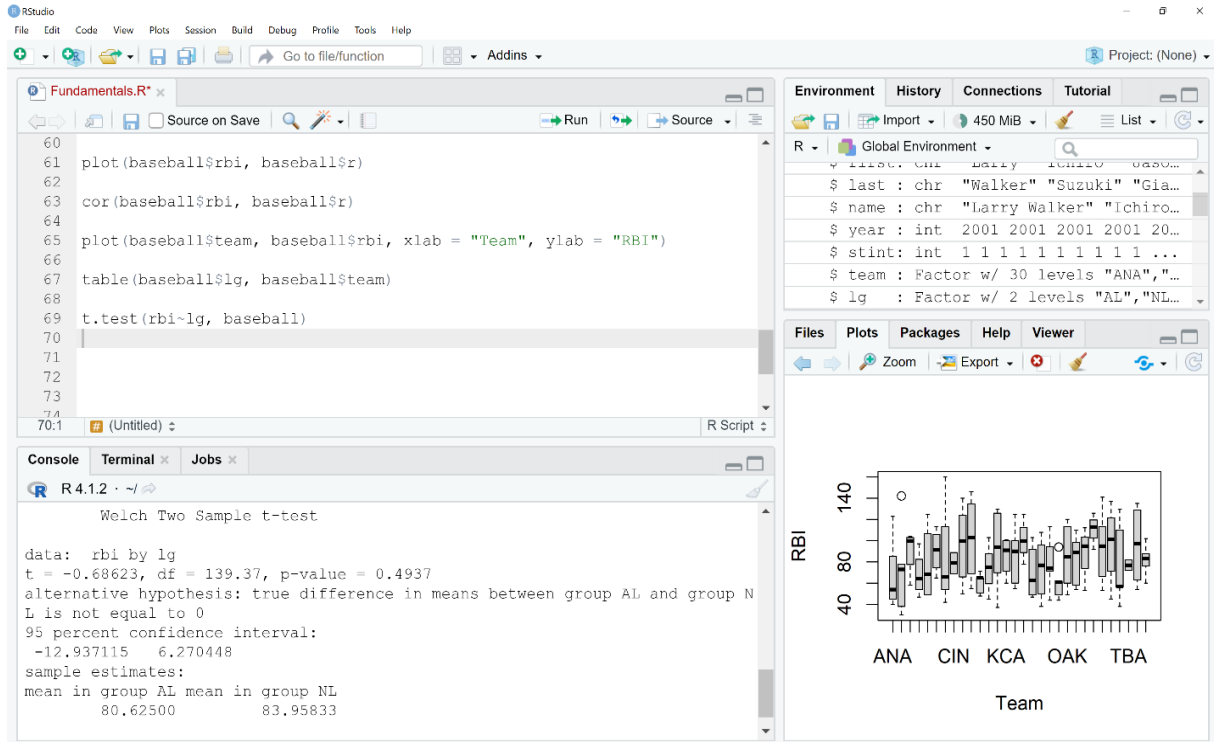 RStudio
File Edit Code View Plots Session Build Debug Profile Tools Help
Go to file/function Addins Project: (None)
Fundamentals.R*
Source on Save Run Source
60
61 plot(baseball$rbi, baseball$r)
62
63 cor(baseball$rbi, baseball$r)
64
65 plot(baseball$team, baseball$rbi, xlab = "Team", ylab = "RBI")
66
67 table(baseball$lg, baseball$team)
68
69 t.test(rbi~lg, baseball)
70
71
72
73
74
70:1 # (Untitled) R Script
Console Terminal Jobs
R R 4.1.2 · ~/
Welch Two Sample t-test
data: rbi by lg
t = -0.68623, df = 139.37, p-value = 0.4937
alternative hypothesis: true difference in means between group AL and group N
L is not equal to 0
95 percent confidence interval:
-12.937115 6.270448
sample estimates:
mean in group AL mean in group NL
80.62500 83.95833
Environment History Connections Tutorial
Import 450 MiB List
R Global Environment
$ last : chr "Walker" "Suzuki" "Gia...
$ name : chr "Larry Walker" "Ichiro...
$ year : int 2001 2001 2001 2001 20...
$ stint: int 1 1 1 1 1 1 1 1 1 1 ...
$ team : Factor w/ 30 levels "ANA","...
$ lg : Factor w/ 2 levels "AL","NL...
Files Plots Packages Help Viewer
Zoom Export
RBI
140
80
40
ANA CIN KCA OAK TBA
Team